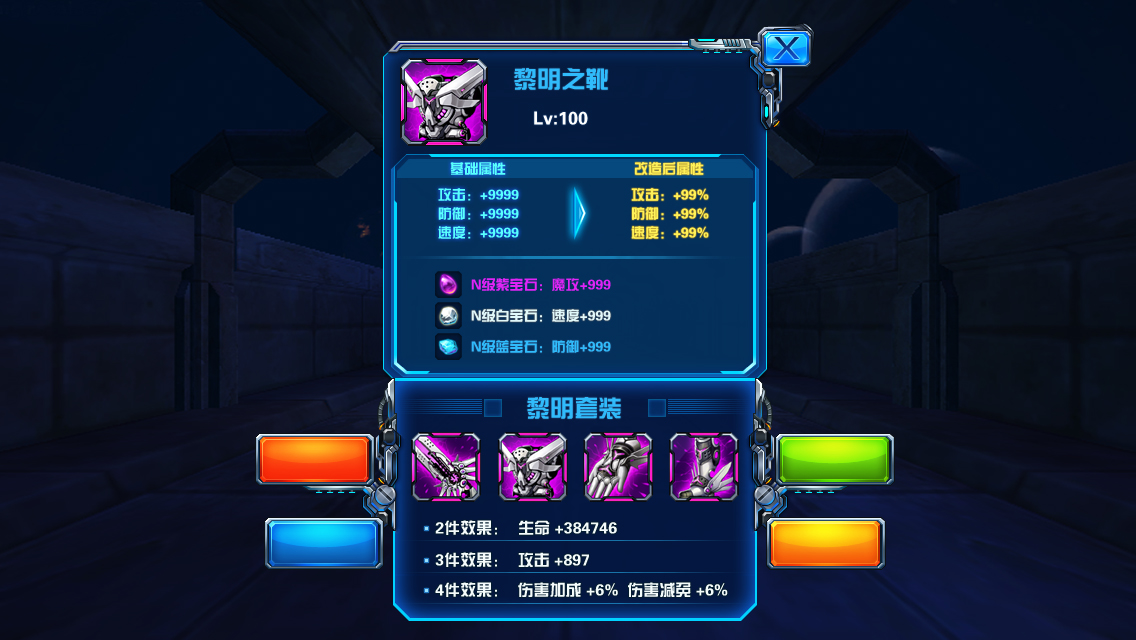 黎明之靴
Lv:100
基础属性 改造后属性
攻击：+9999 攻击：+99%
防御：+9999 防御：+99%
速度：+9999 速度：+99%
N级紫宝石：魔攻+999
N级白宝石：速度+999
N级蓝宝石：防御+999
黎明套装
2件效果： 生命 +384746
3件效果： 攻击 +897
4件效果： 伤害加成 +6% 伤害减免 +6%